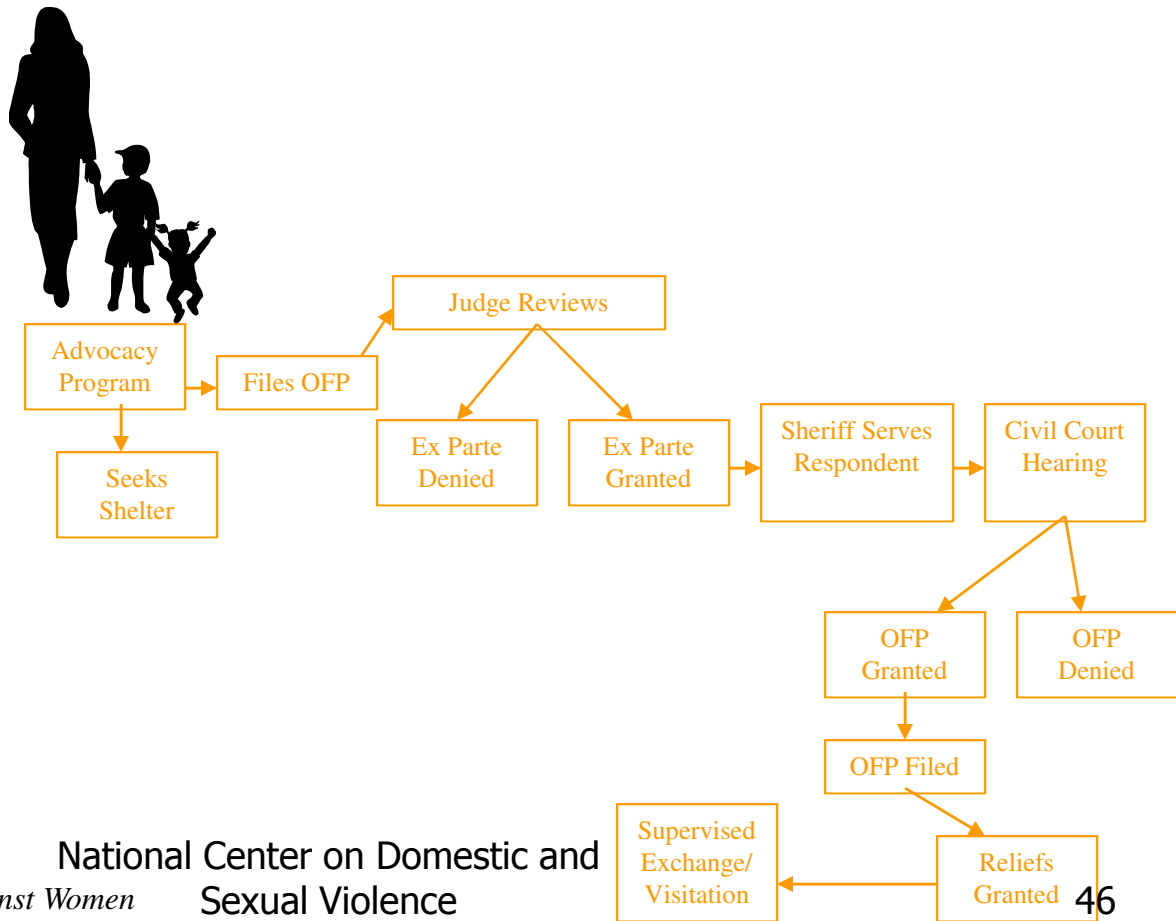 Judge Reviews
Advocacy
Program
Files OFP
Seeks
Shelter
Ex Parte
Denied
Ex Parte
Granted
Sheriff Serves
Respondent
Civil Court
Hearing
OFP
Granted
OFP
Denied
OFP Filed
Reliefs
Granted
Supervised
Exchange/
Visitation
National Center on Domestic and
Sexual Violence
nst Women
46